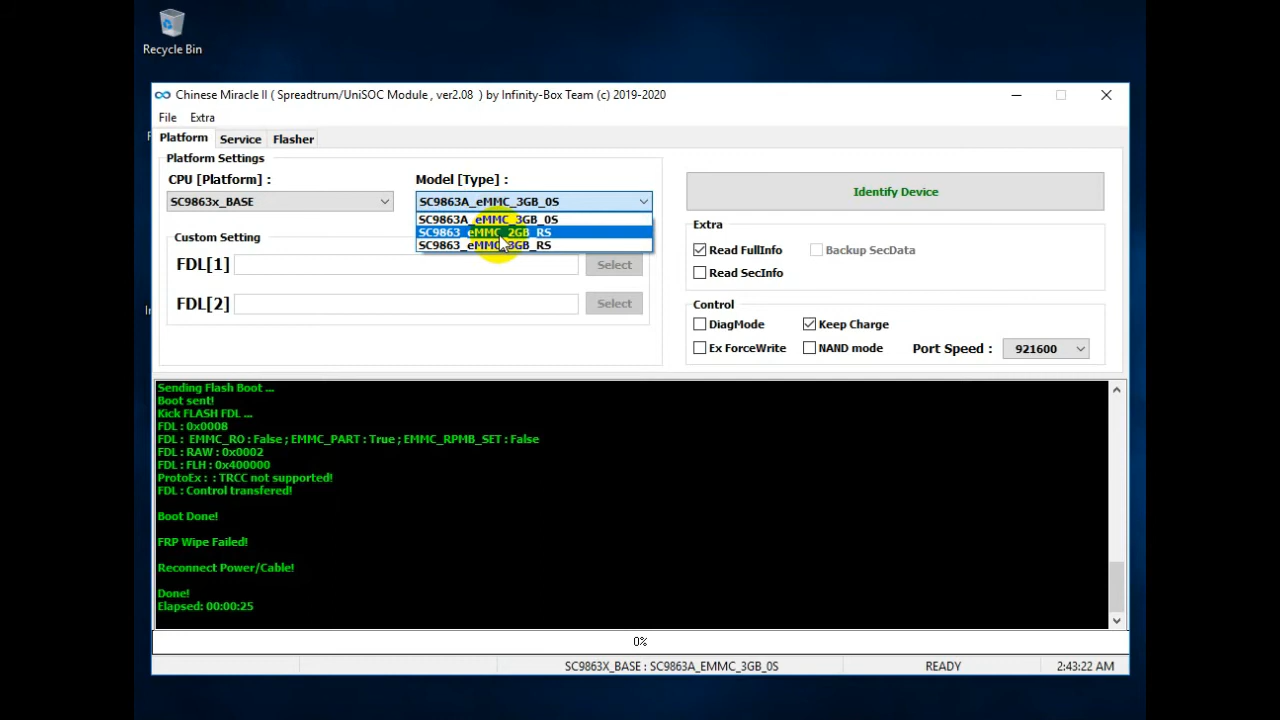 Recycle Bin
Chinese Miracle II ( Spreadtrum/UniSOC Module , ver2.08 ) by Infinity-Box Team (c) 2019-2020
File Extra
Platform Service Flasher
Platform Settings
CPU [Platform] : Model [Type] :
SC9863x_BASE SC9863A_eMMC_3GB_0S
SC9863A_eMMC_3GB_0S
SC9863_eMMC_2GB_RS
SC9863_eMMC_3GB_RS
Custom Setting
FDL[1] Select
FDL[2] Select
Identify Device
Extra
Read FullInfo Backup SecData
Read SecInfo
Control
DiagMode Keep Charge
Ex ForceWrite NAND mode Port Speed : 921600
Sending Flash Boot ...
Boot sent!
Kick FLASH FDL ...
FDL : 0x0008
FDL : EMMC_RO : False ; EMMC_PART : True ; EMMC_RPMB_SET : False
FDL : RAW : 0x0002
FDL : FLH : 0x400000
ProtoEx : : TRCC not supported!
FDL : Control transfered!
Boot Done!
FRP Wipe Failed!
Reconnect Power/Cable!
Done!
Elapsed: 00:00:25
0%
SC9863X_BASE : SC9863A_EMMC_3GB_0S READY 2:43:22 AM